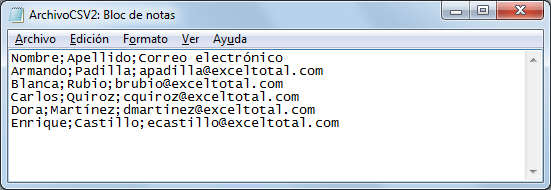 ArchivoCSV2: Bloc de notas
Archivo Edición Formato Ver Ayuda
Nombre;Apellido;Correo electrónico
Armando;Padilla;apadilla@exceltotal.com
Blanca;Rubio;brubio@exceltotal.com
Carlos;Quiroz;cquiroz@exceltotal.com
Dora;Martínez;dmartinez@exceltotal.com
Enrique;Castillo;ecastillo@exceltotal.com